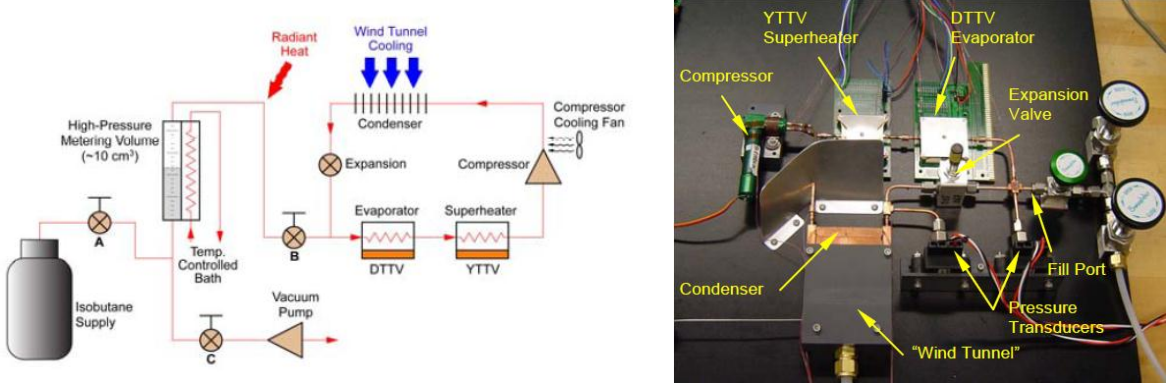 Radiant
Heat
Wind Tunnel
Cooling
Condenser
Compressor
Cooling Fan
High-Pressure
Metering Volume
(~10 cm³)
Expansion
Compressor
A
Temp.
Controlled
Bath
B
Evaporator
Superheater
DTTV
YTTV
Isobutane
Supply
Vacuum
Pump
C
YTTV
Superheater
DTTV
Evaporator
Compressor
Expansion
Valve
Fill Port
Condenser
Pressure
Transducers
"Wind Tunnel"